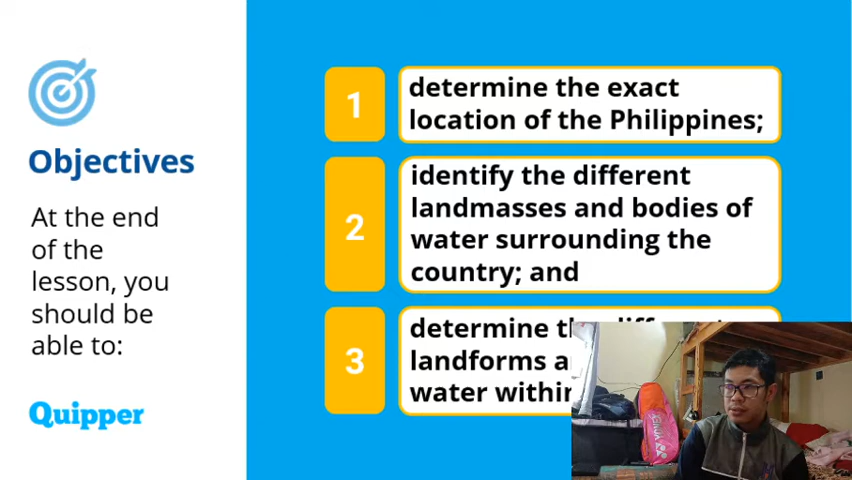 Objectives
At the end
of the
lesson, you
should be
able to:
Quipper
1
determine the exact
location of the Philippines;
2
identify the different
landmasses and bodies of
water surrounding the
country; and
3
determine
landforms
water within
YONEX